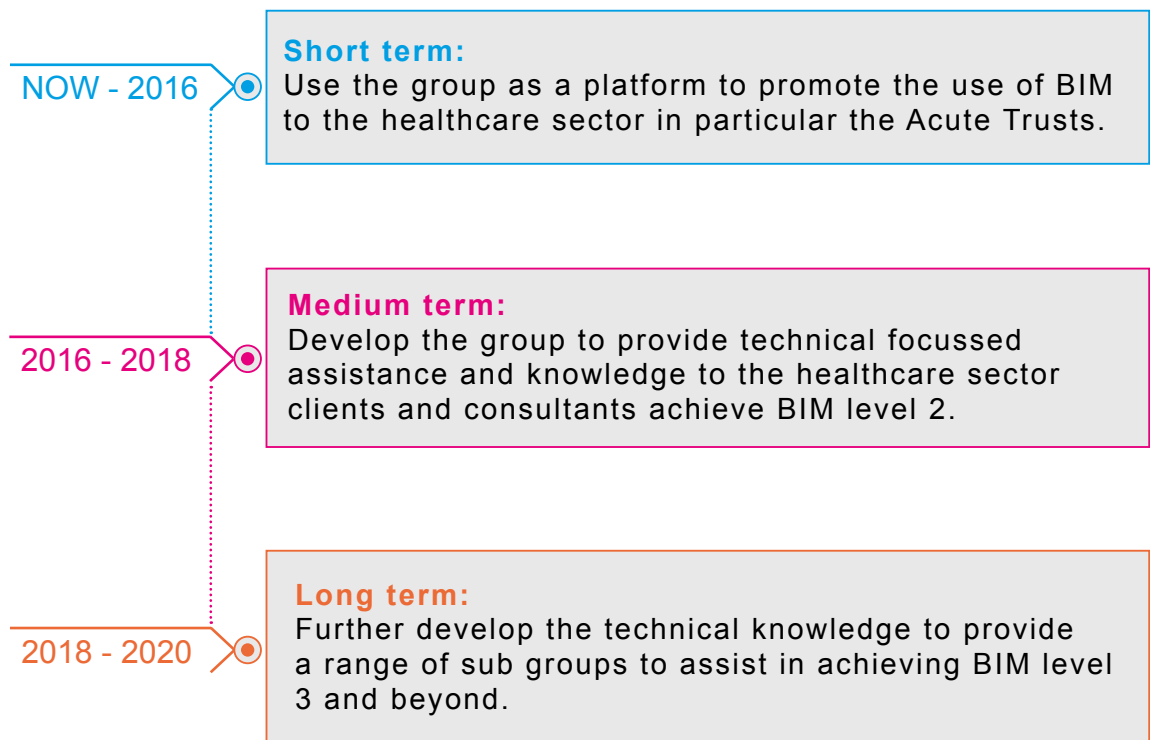 NOW - 2016
Short term:
Use the group as a platform to promote the use of BIM
to the healthcare sector in particular the Acute Trusts.
2016 - 2018
Medium term:
Develop the group to provide technical focussed
assistance and knowledge to the healthcare sector
clients and consultants achieve BIM level 2.
2018 - 2020
Long term:
Further develop the technical knowledge to provide
a range of sub groups to assist in achieving BIM level
3 and beyond.